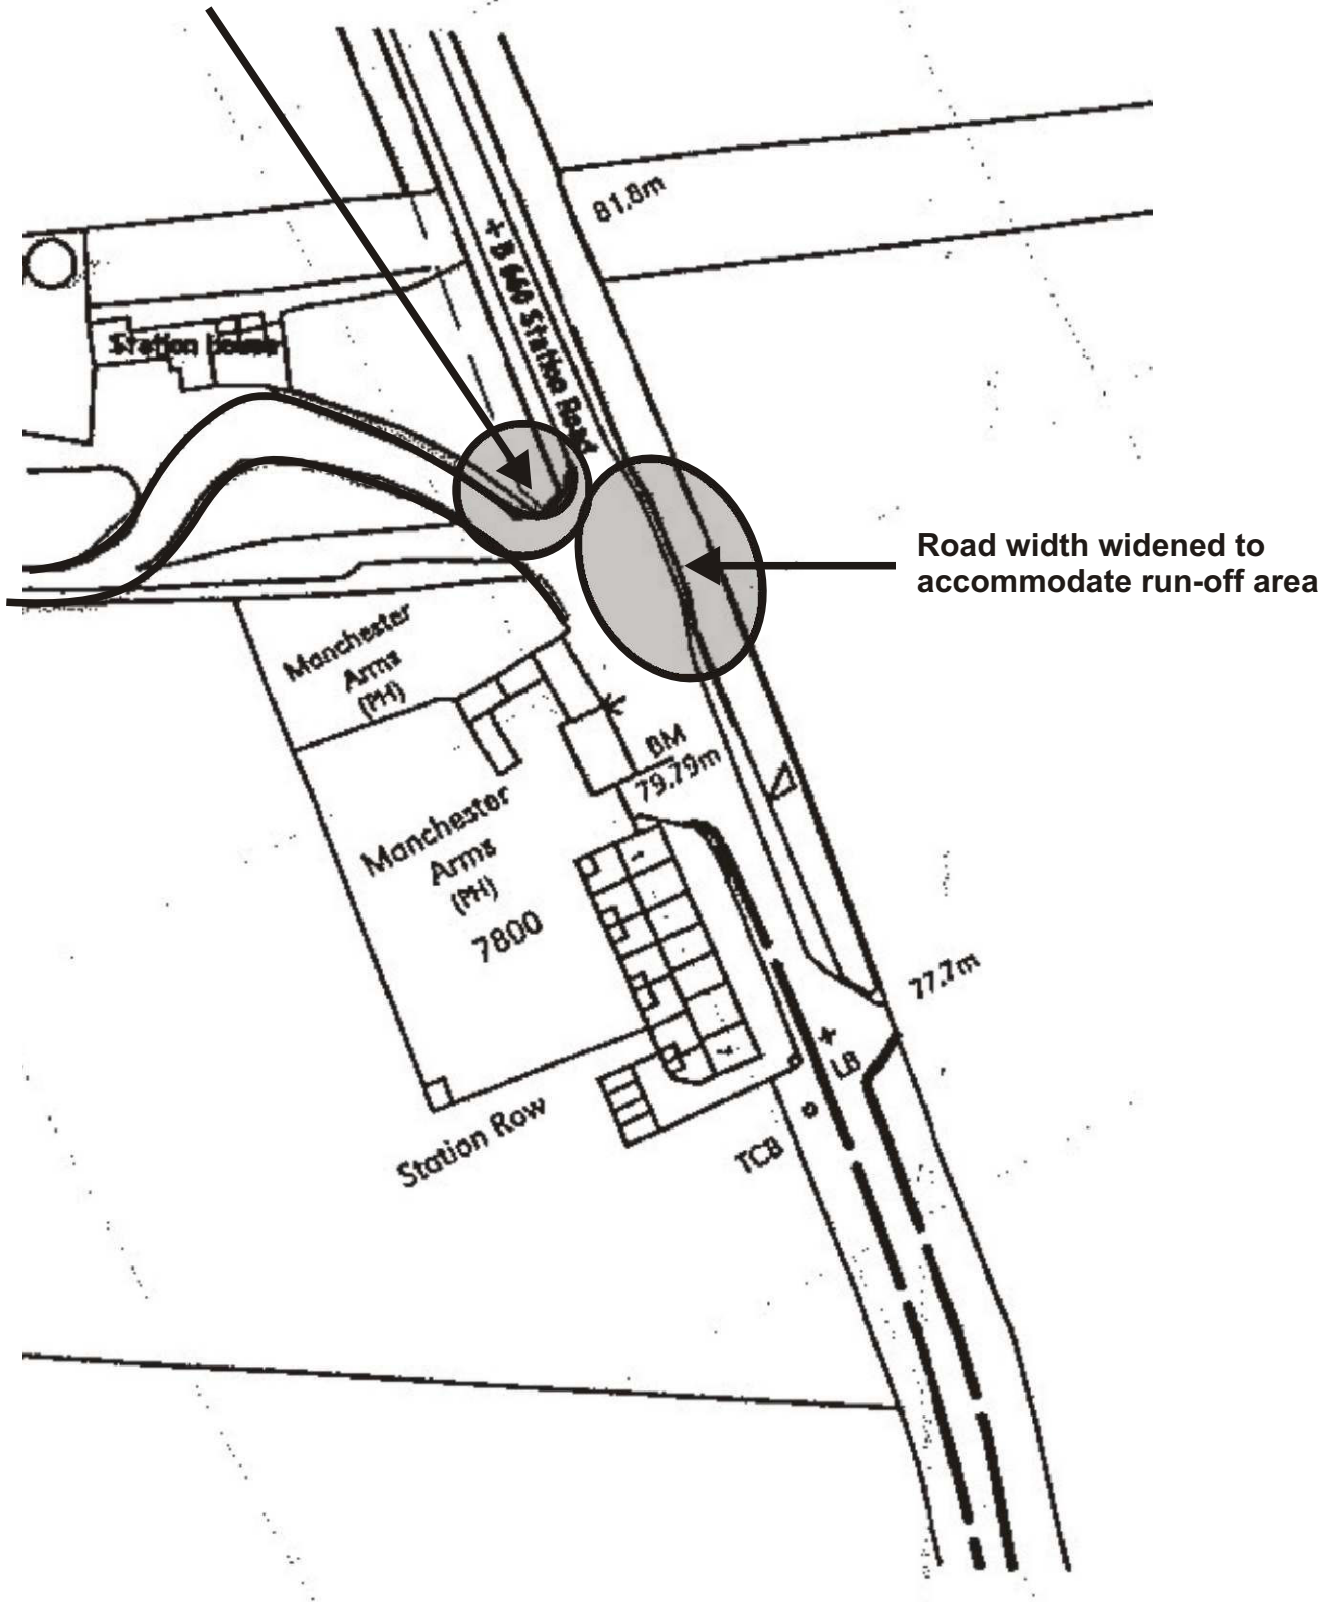 81.8m
+ B 660 Station Road
Station House
Road width widened to
accommodate run-off area
Manchester
Arms
(PH)
BM
79.79m
Manchester
Arms
(PH)
7800
77.7m
+
LB
Station Row
TCB